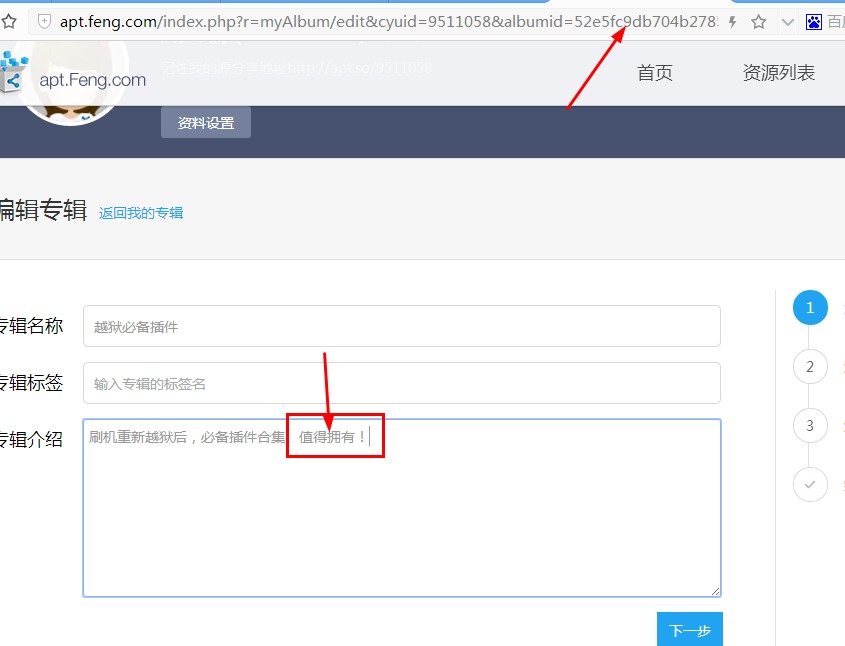 apt.feng.com/index.php?r=myAlbum/edit&cyuid=9511058&albumid=52e5fc9db704b278
百
apt.Feng.com
首页
资源列表
资料设置
编辑专辑 返回我的专辑
专辑名称
越狱必备插件
专辑标签
输入专辑的标签名
专辑介绍
刷机重新越狱后，必备插件合集 值得拥有！
1
2
3
下一步